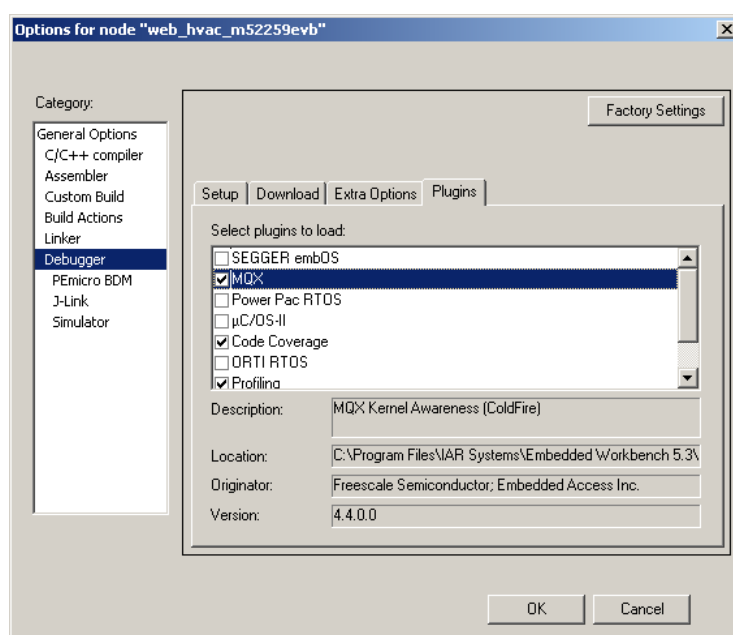 Options for node "web_hvac_m52259evb"
Category:
General Options
C/C++ compiler
Assembler
Custom Build
Build Actions
Linker
Debugger
PEmicro BDM
J-Link
Simulator
Factory Settings
Setup Download Extra Options Plugins
Select plugins to load:
SEGGER embOS
MQX
Power Pac RTOS
µC/OS-II
Code Coverage
ORTI RTOS
Profiling
Description: MQX Kernel Awareness (ColdFire)
Location: C:\Program Files\IAR Systems\Embedded Workbench 5.3\
Originator: Freescale Semiconductor; Embedded Access Inc.
Version: 4.4.0.0
OK Cancel